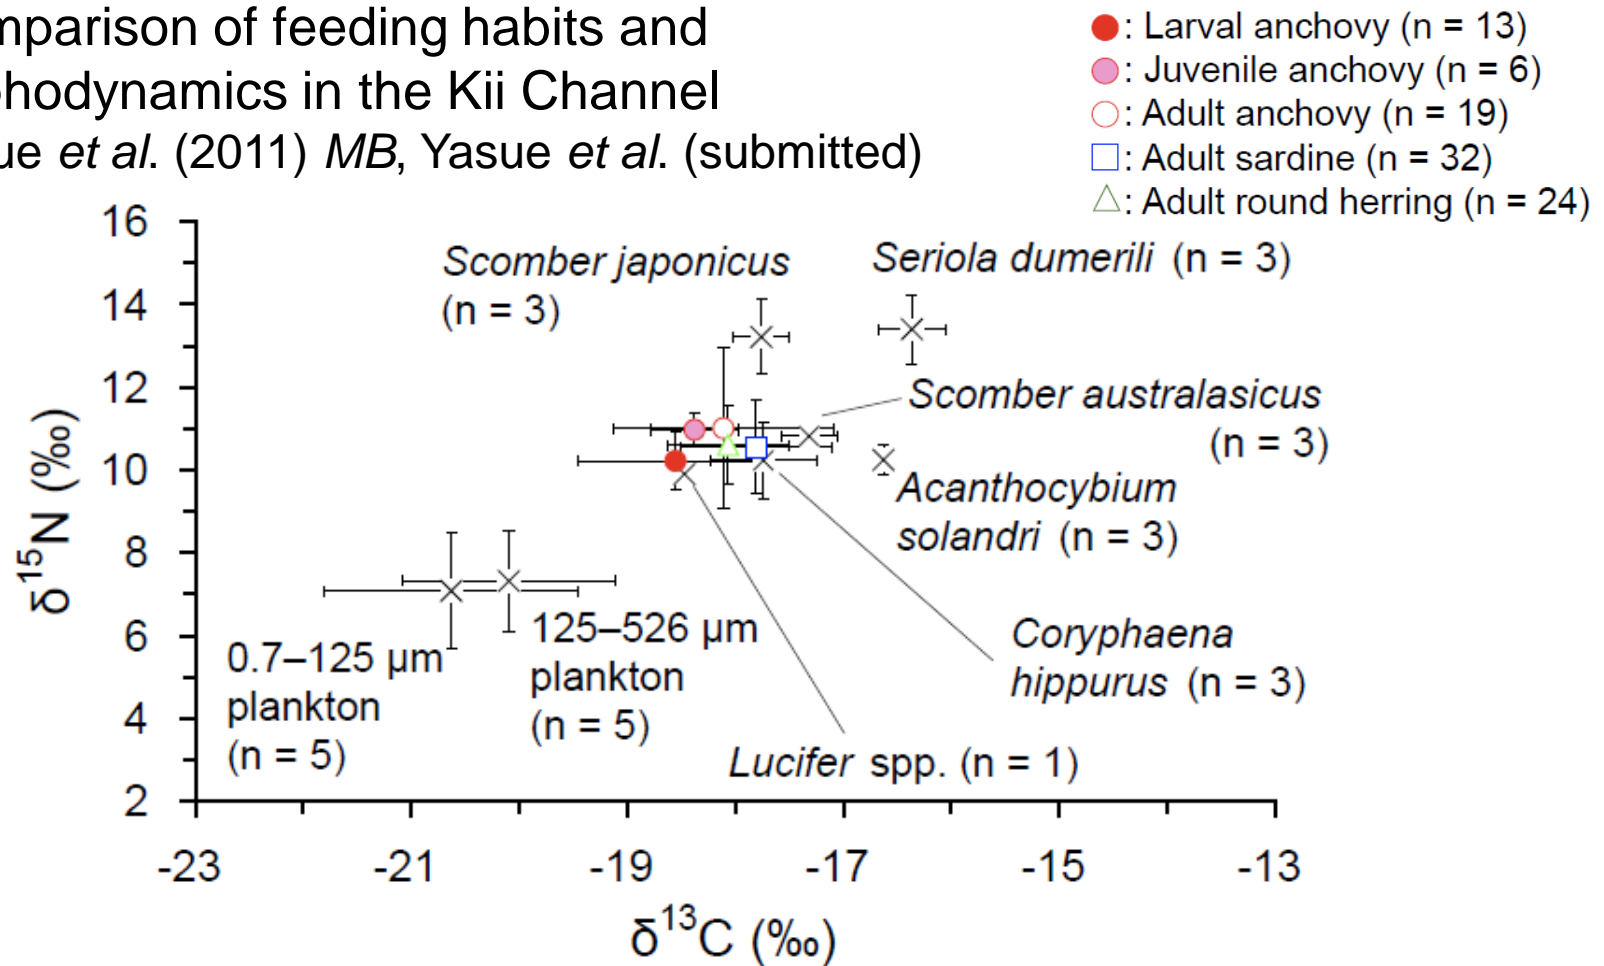 mparison of feeding habits and
hodynamics in the Kii Channel
ue et al. (2011) MB, Yasue et al. (submitted)
: Larval anchovy (n = 13)
: Juvenile anchovy (n = 6)
: Adult anchovy (n = 19)
: Adult sardine (n = 32)
: Adult round herring (n = 24)
16
14
12
10
8
6
4
2
δ15N (‰)
Scomber japonicus
(n = 3)
Seriola dumerili (n = 3)
Scomber australasicus
(n = 3)
Acanthocybium
solandri (n = 3)
Coryphaena
hippurus (n = 3)
Lucifer spp. (n = 1)
125–526 µm
plankton
(n = 5)
0.7–125 µm
plankton
(n = 5)
-23 -21 -19 -17 -15 -13
δ13C (‰)